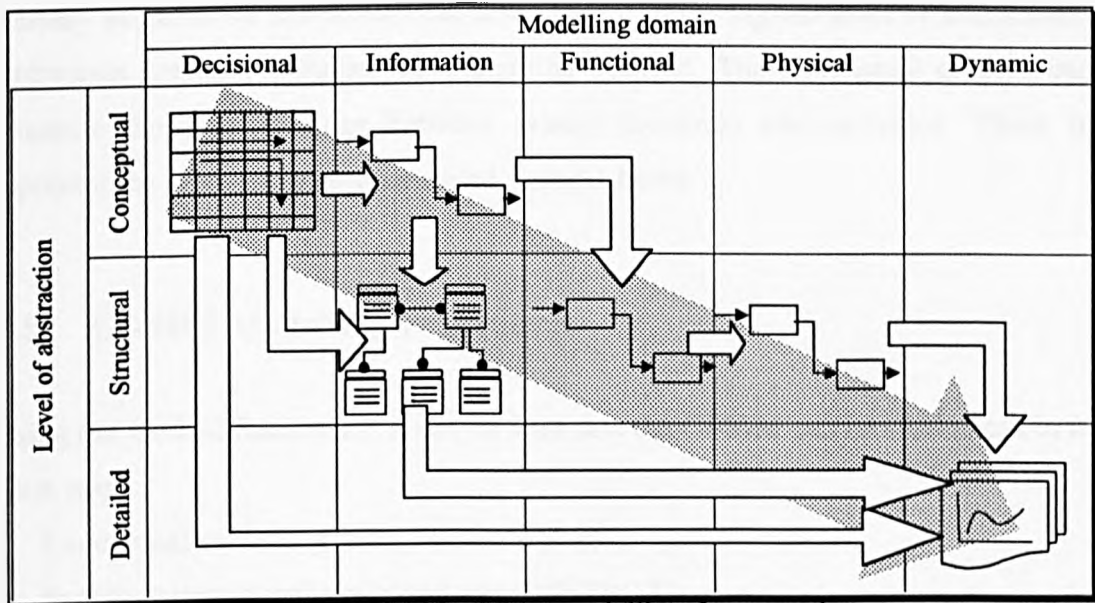 Modelling domain
Decisional Information Functional Physical Dynamic
Level of abstraction
Conceptual
Structural
Detailed